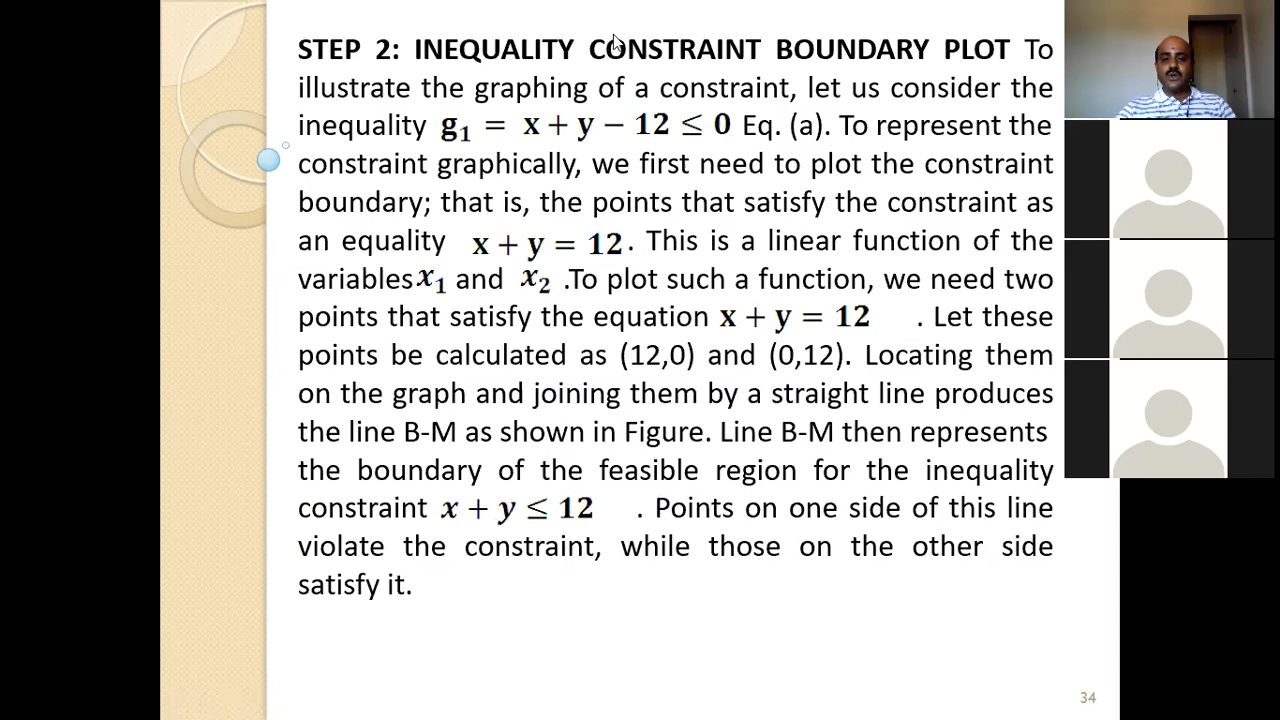 STEP 2: INEQUALITY CONSTRAINT BOUNDARY PLOT To
illustrate the graphing of a constraint, let us consider the
inequality g₁ = x + y − 12 ≤ 0 Eq. (a). To represent the
constraint graphically, we first need to plot the constraint
boundary; that is, the points that satisfy the constraint as
an equality x + y = 12. This is a linear function of the
variables x₁ and x₂ .To plot such a function, we need two
points that satisfy the equation x + y = 12 . Let these
points be calculated as (12,0) and (0,12). Locating them
on the graph and joining them by a straight line produces
the line B-M as shown in Figure. Line B-M then represents
the boundary of the feasible region for the inequality
constraint x + y ≤ 12 . Points on one side of this line
violate the constraint, while those on the other side
satisfy it.
34